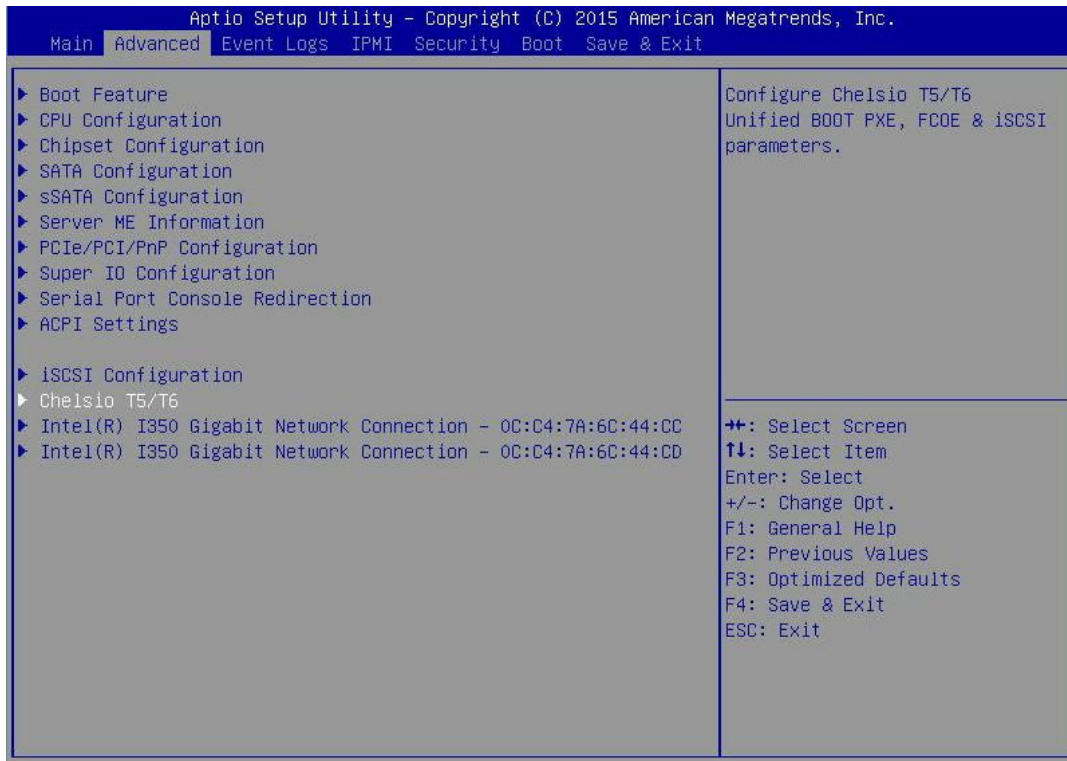 Aptio Setup Utility – Copyright (C) 2015 American Megatrends, Inc.
Main Advanced Event Logs IPMI Security Boot Save & Exit
Boot Feature
CPU Configuration
Chipset Configuration
SATA Configuration
sSATA Configuration
Server ME Information
PCIe/PCI/PnP Configuration
Super IO Configuration
Serial Port Console Redirection
ACPI Settings
iSCSI Configuration
Chelsio T5/T6
Intel(R) I350 Gigabit Network Connection – 0C:C4:7A:6C:44:CC
Intel(R) I350 Gigabit Network Connection – 0C:C4:7A:6C:44:CD
Configure Chelsio T5/T6
Unified BOOT PXE, FCOE & iSCSI
parameters.
→←: Select Screen
↑↓: Select Item
Enter: Select
+/-: Change Opt.
F1: General Help
F2: Previous Values
F3: Optimized Defaults
F4: Save & Exit
ESC: Exit